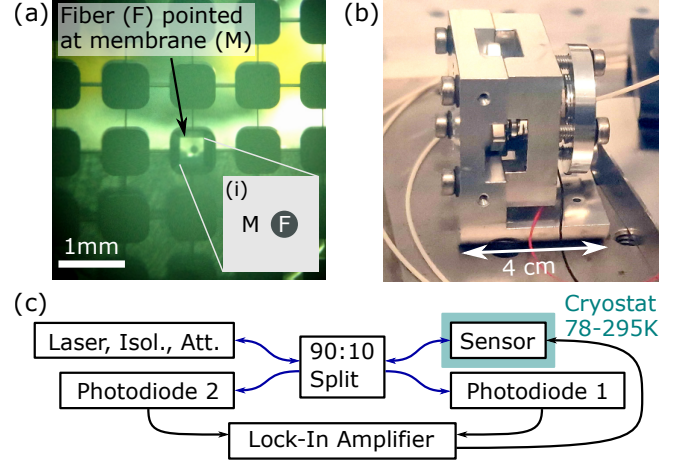 (a)
Fiber (F) pointed
at membrane (M)
(i)
M F
1mm
(b)
4 cm
(c)
Cryostat
78-295K
Laser, Isol., Att.
90:10
Split
Sensor
Photodiode 2
Photodiode 1
Lock-In Amplifier